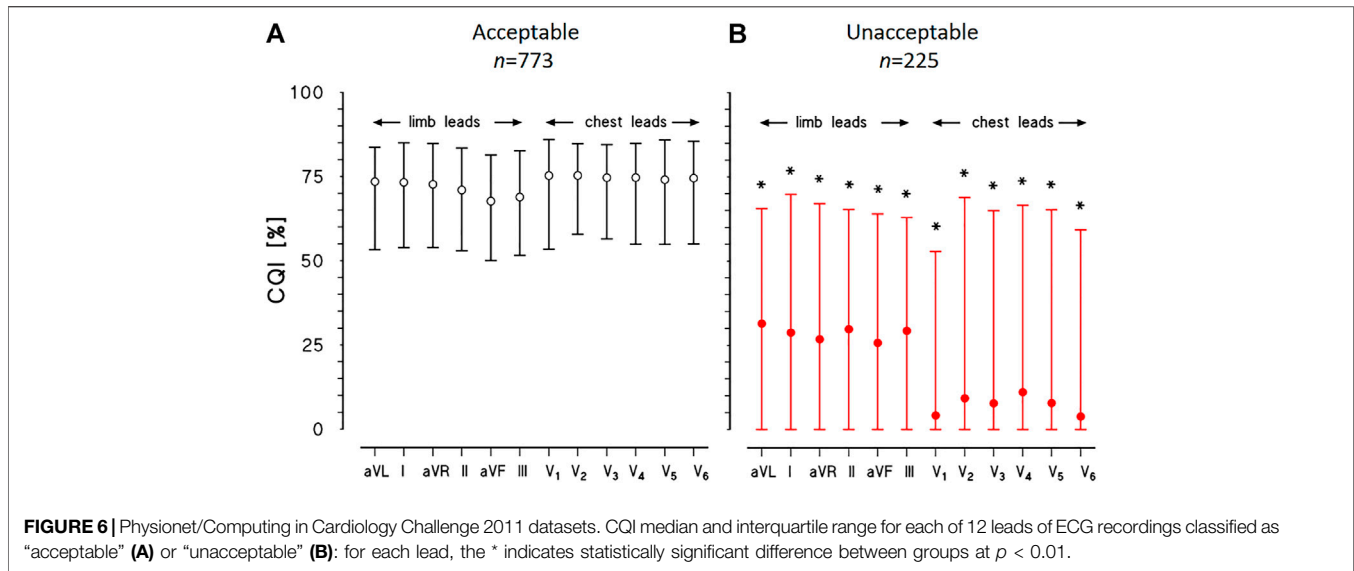 A Acceptable
n=773
B Unacceptable
n=225
CQI [%]
100
75
50
25
0
limb leads chest leads
aVL I aVR II aVF III V1 V2 V3 V4 V5 V6
limb leads chest leads
* * * * * * * * * * * *
aVL I aVR II aVF III V1 V2 V3 V4 V5 V6
FIGURE 6 | Physionet/Computing in Cardiology Challenge 2011 datasets. CQI median and interquartile range for each of 12 leads of ECG recordings classified as
“acceptable” (A) or “unacceptable” (B): for each lead, the * indicates statistically significant difference between groups at p < 0.01.